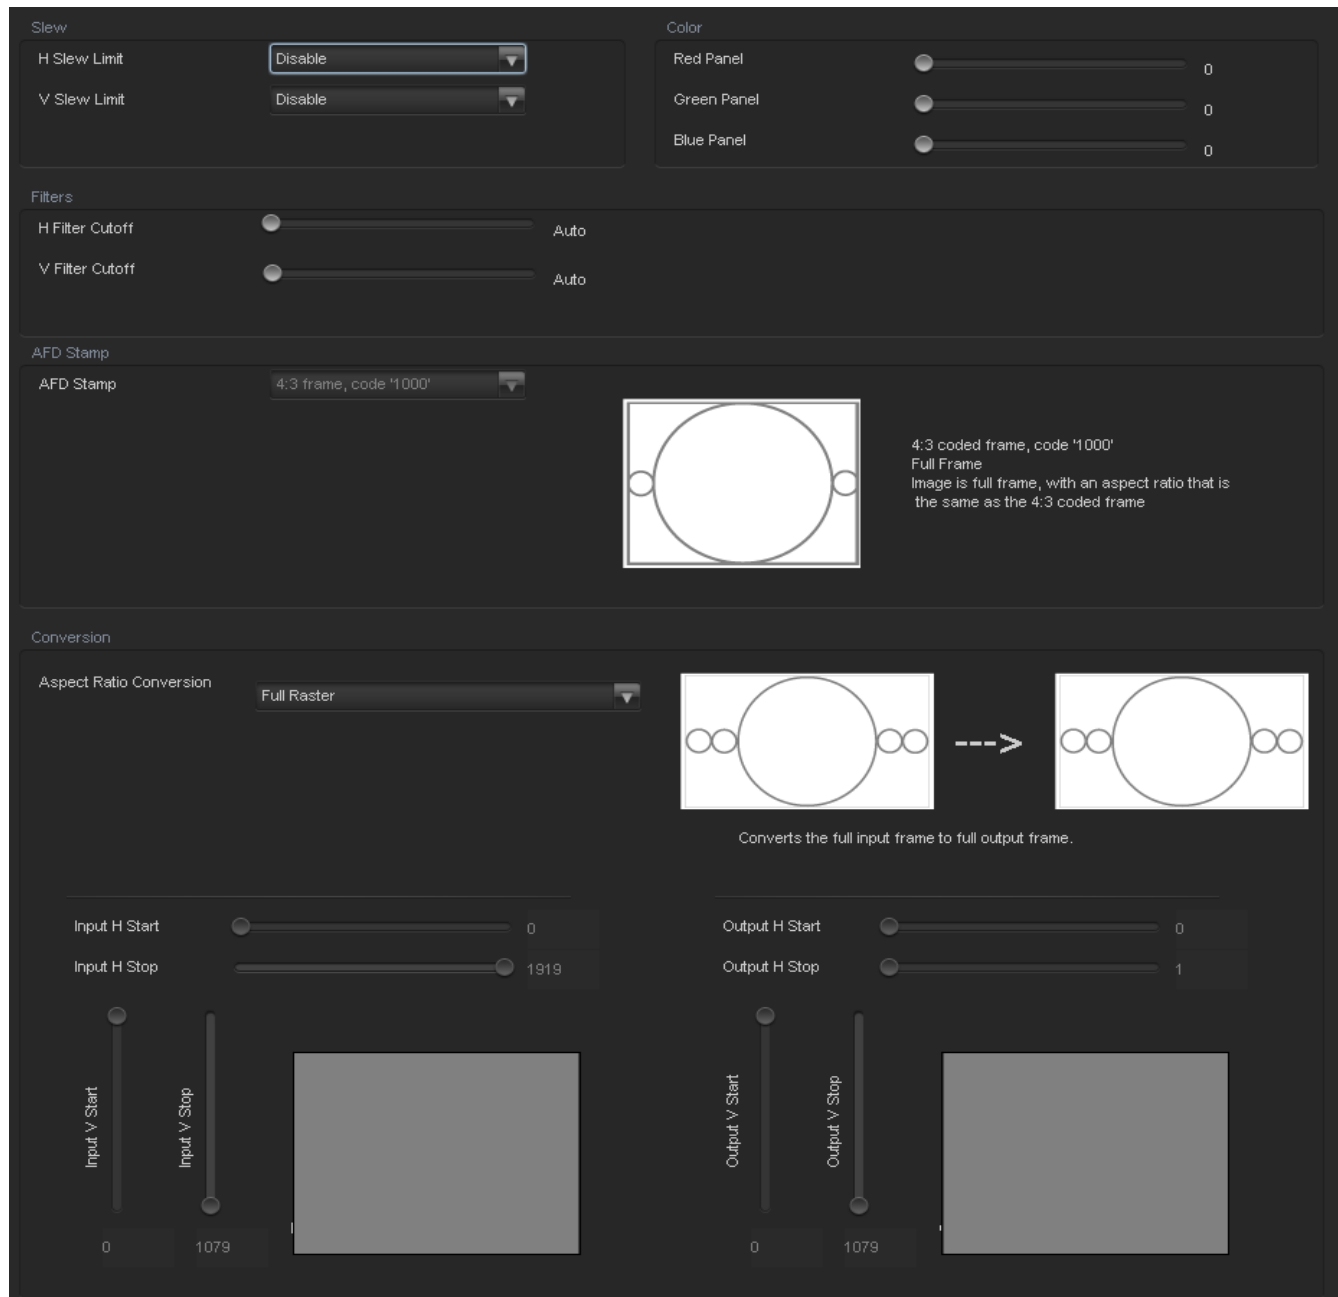 Slew
H Slew Limit
Disable
V Slew Limit
Disable
Color
Red Panel
0
Green Panel
0
Blue Panel
0
Filters
H Filter Cutoff
Auto
V Filter Cutoff
Auto
AFD Stamp
AFD Stamp
4:3 frame, code '1000'
4:3 coded frame, code '1000'
Full Frame
Image is full frame, with an aspect ratio that is
the same as the 4:3 coded frame
Conversion
Aspect Ratio Conversion
Full Raster
--->
Converts the full input frame to full output frame.
Input H Start
0
Input H Stop
1919
Input V Start
Input V Stop
0
1079
Output H Start
0
Output H Stop
1
Output V Start
Output V Stop
0
1079